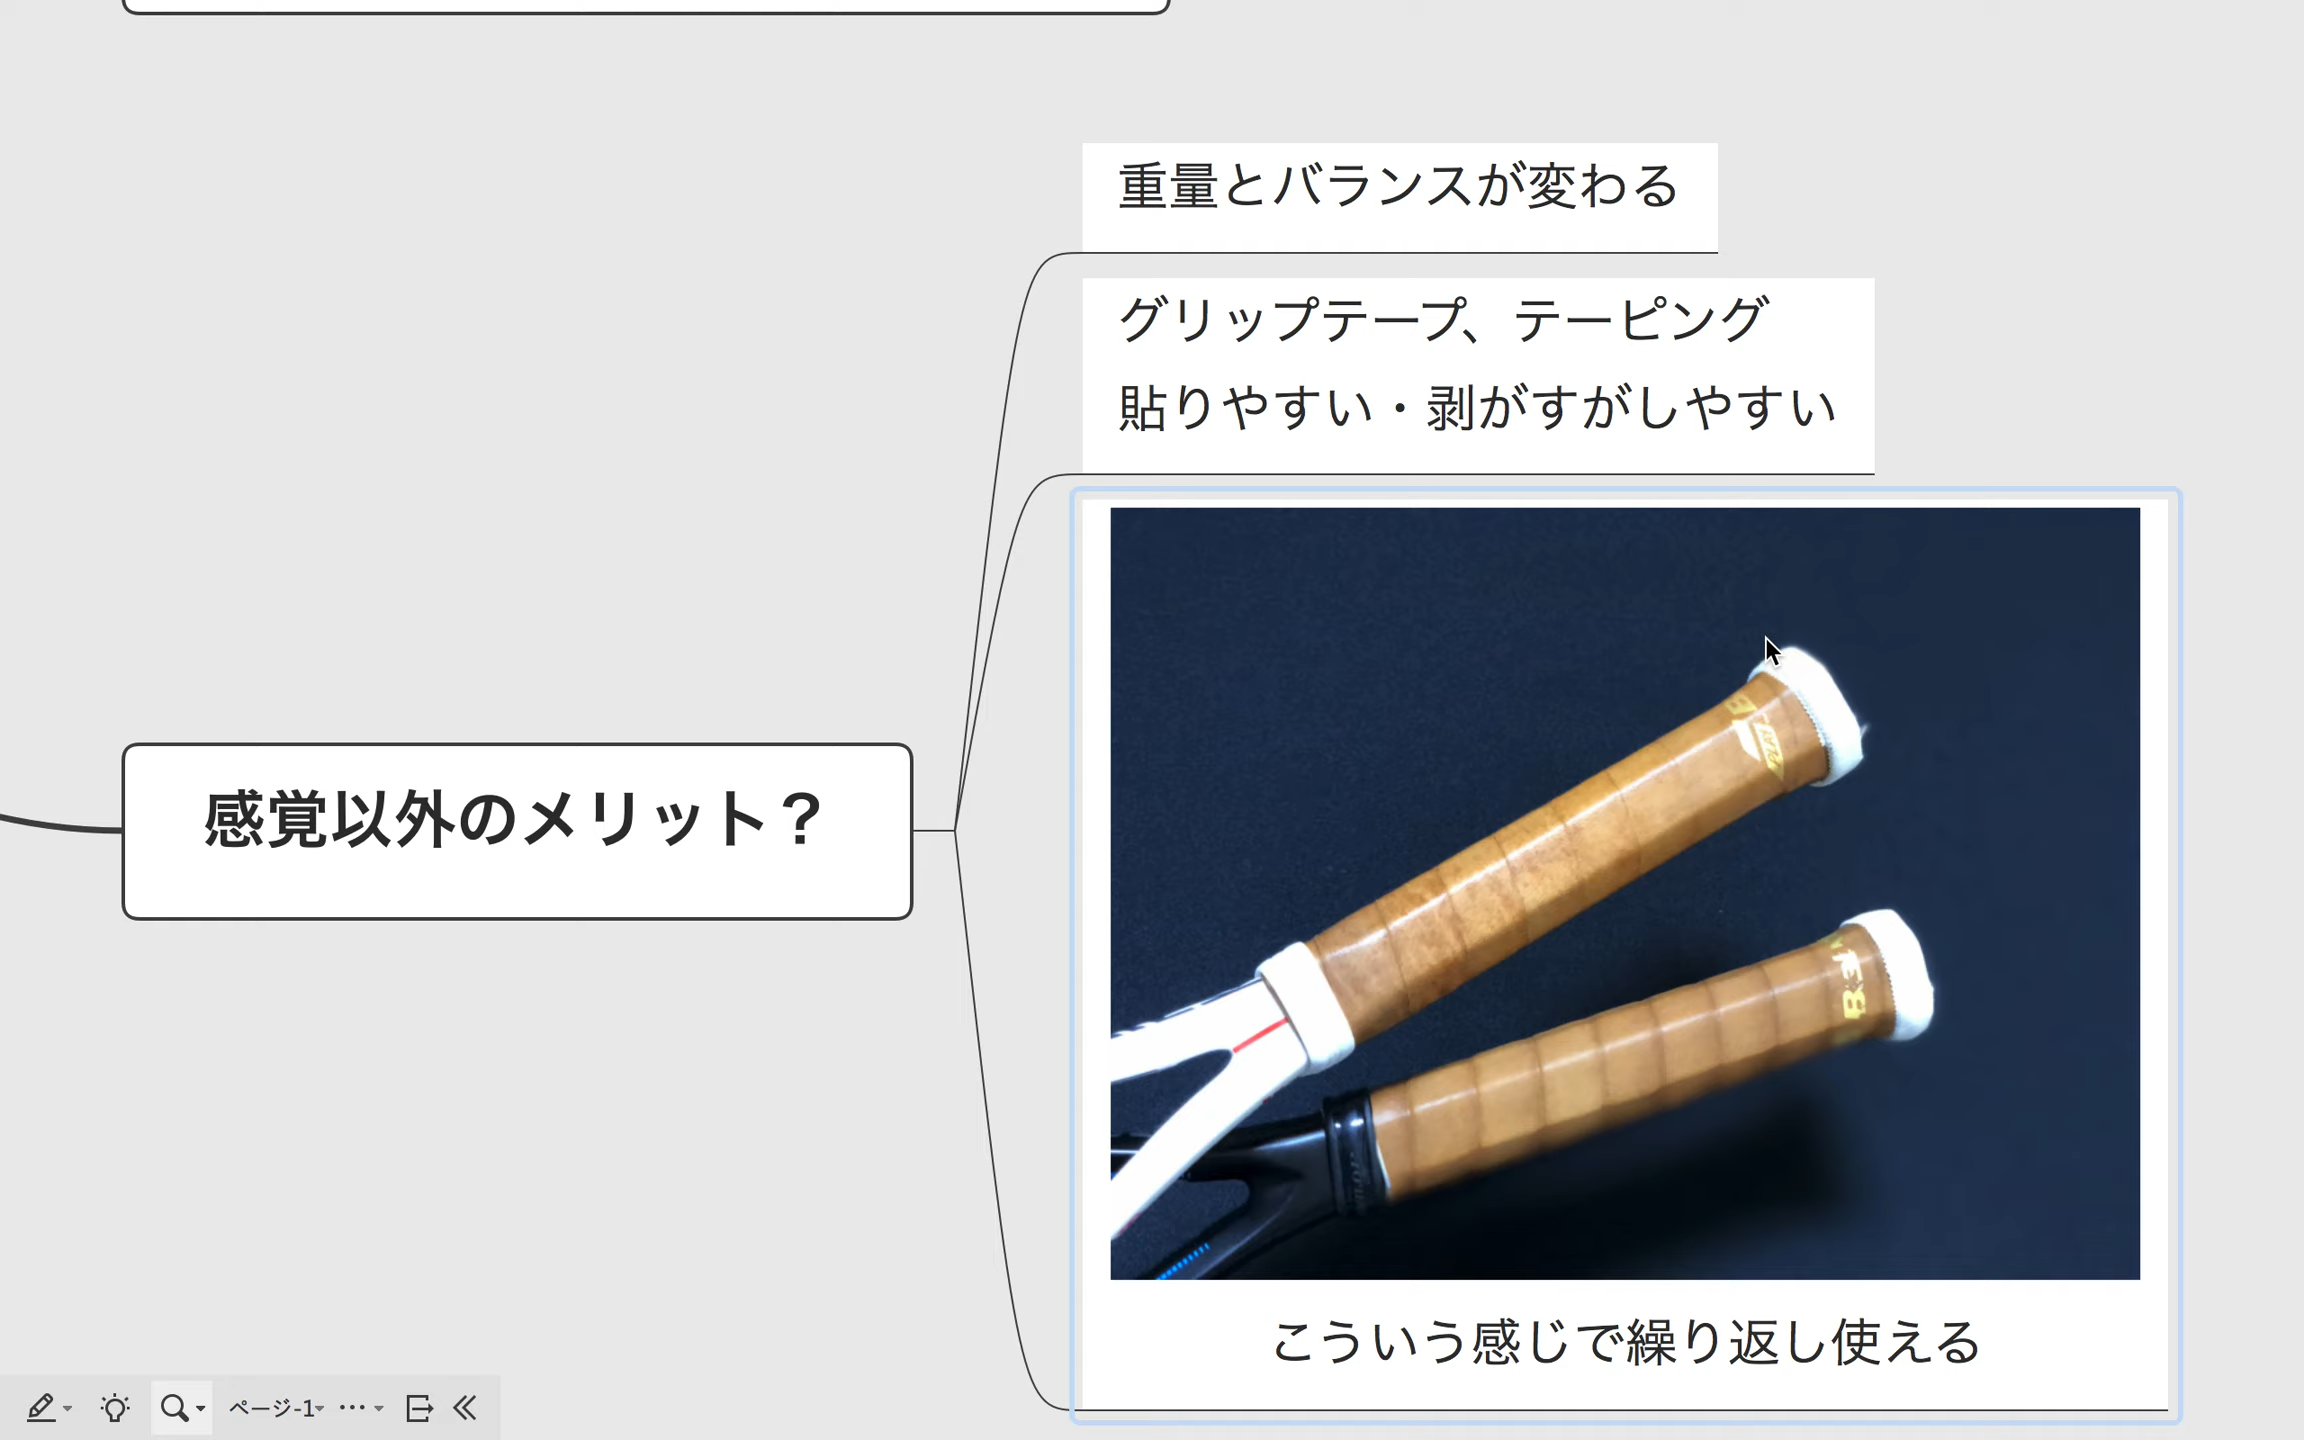 重量とバランスが変わる
グリップテープ、テーピング
貼りやすい・剥がすがしやすい
感覚以外のメリット？
こういう感じで繰り返し使える
ページ-1